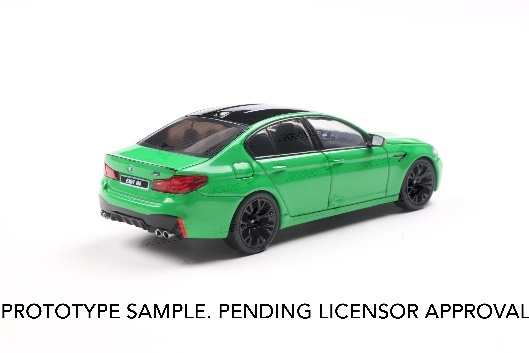 PROTOTYPE SAMPLE. PENDING LICENSOR APPROVAL